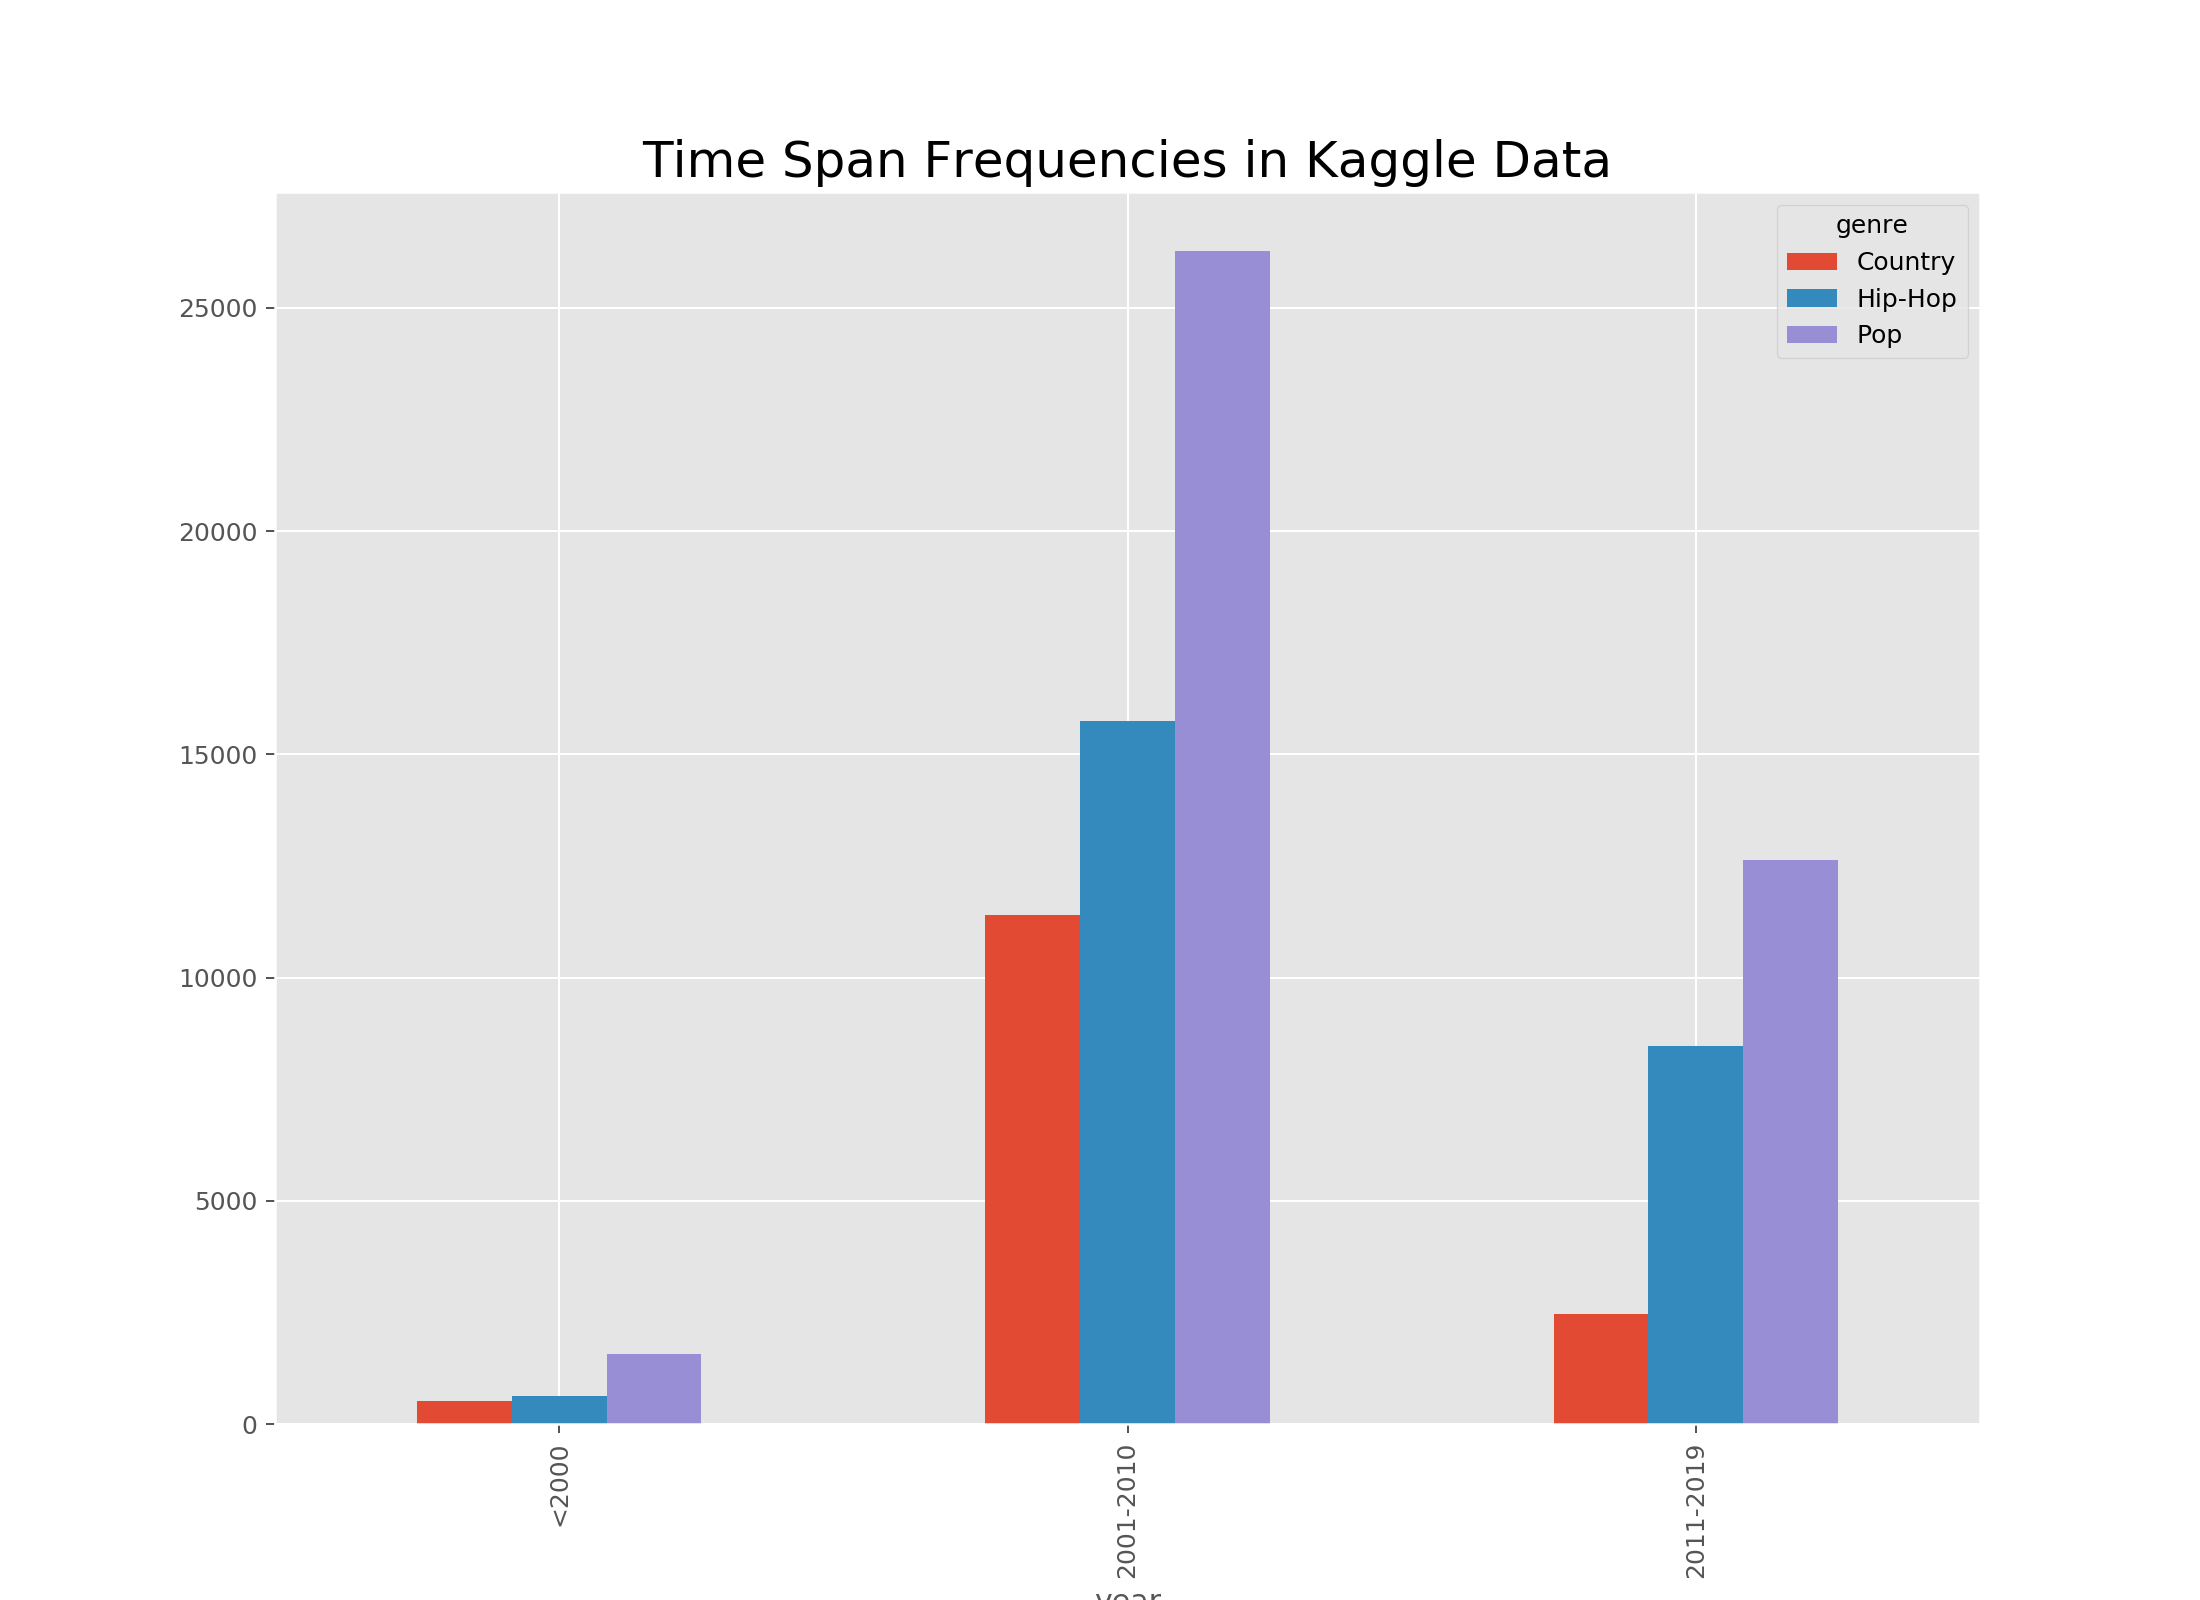 Time Span Frequencies in Kaggle Data
genre
Country
Hip-Hop
Pop
25000
20000
15000
10000
5000
0
<2000
2001-2010
2011-2019
year